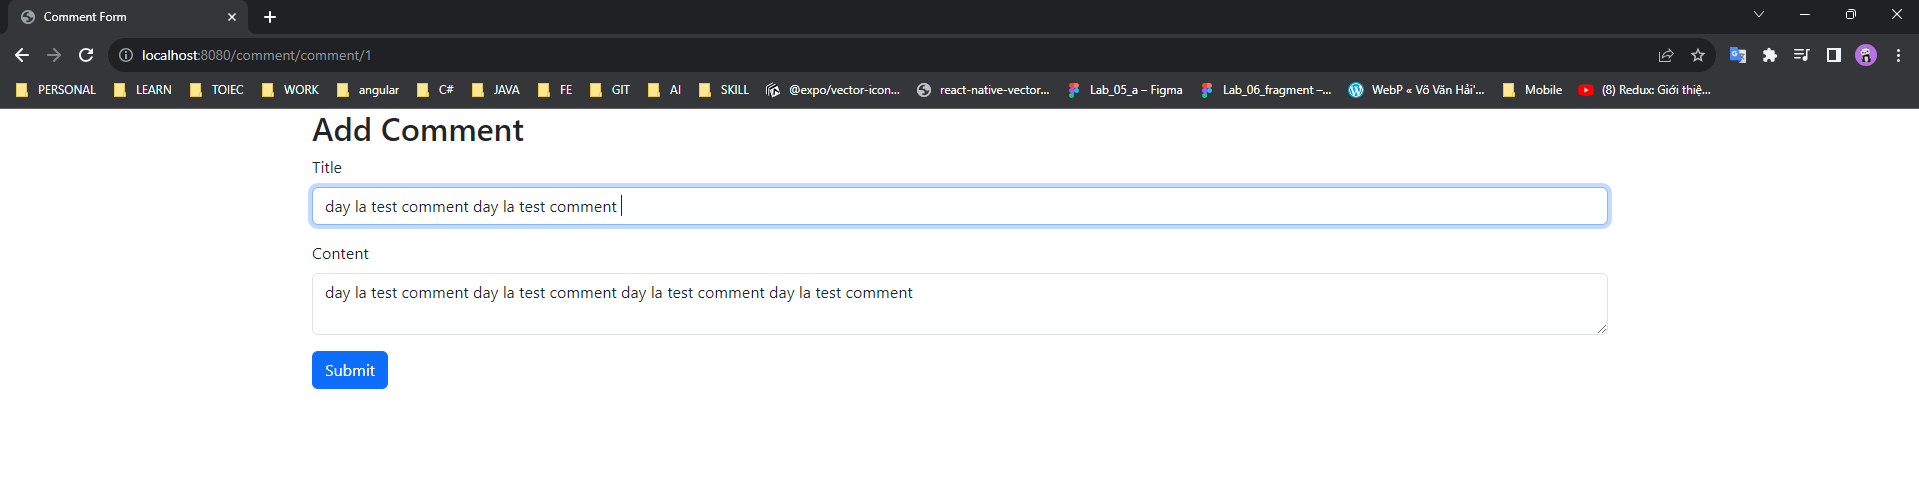 Comment Form
localhost:8080/comment/comment/1
PERSONAL LEARN TOIEC WORK angular C# JAVA FE GIT AI SKILL @expo/vector-icon... react-native-vector... Lab_05_a – Figma Lab_06_fragment –... WebP « Võ Văn Hải'... Mobile (8) Redux: Giới thiệ...
Add Comment
Title
day la test comment day la test comment
Content
day la test comment day la test comment day la test comment day la test comment
Submit